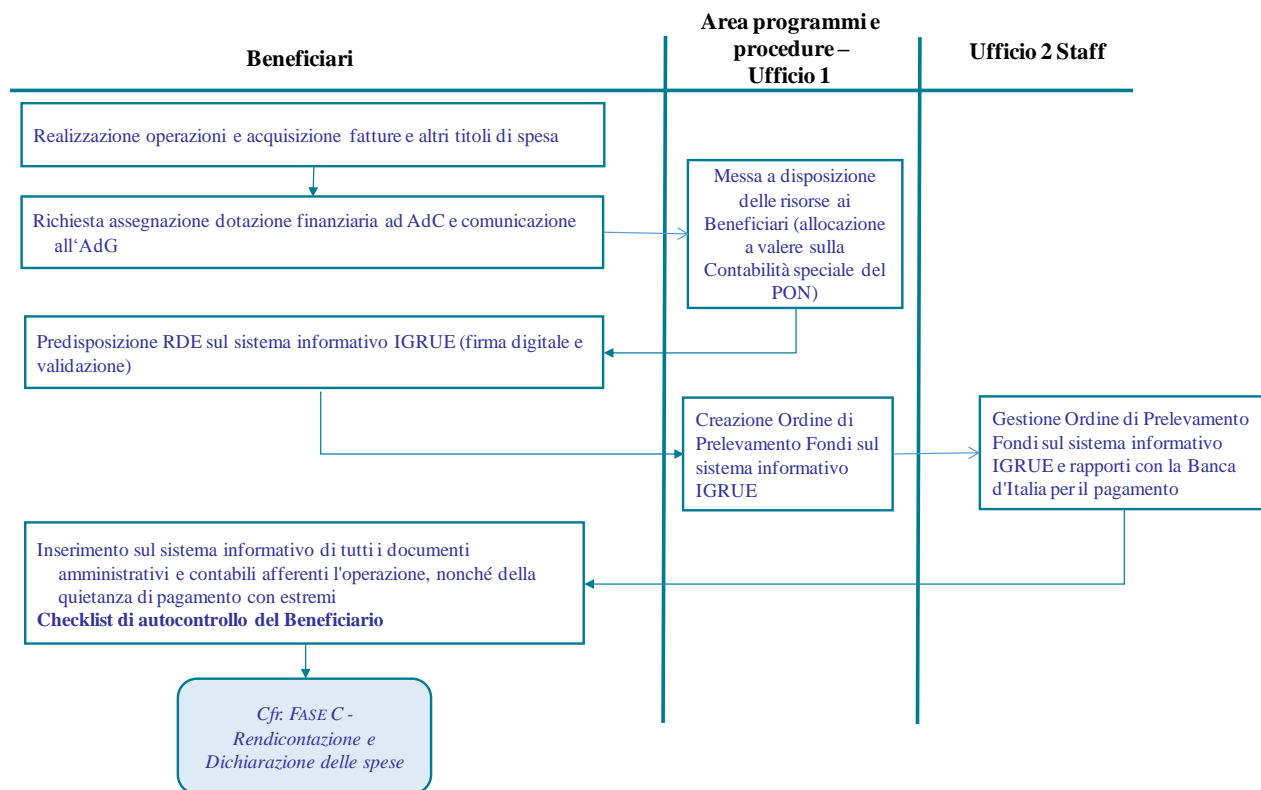 Beneficiari
Area programmi e
procedure –
Ufficio 1
Ufficio 2 Staff
Realizzazione operazioni e acquisizione fatture e altri titoli di spesa
Richiesta assegnazione dotazione finanziaria ad AdC e comunicazione
all‘AdG
Messa a disposizione
delle risorse ai
Beneficiari (allocazione
a valere sulla
Contabilità speciale del
PON)
Predisposizione RDE sul sistema informativo IGRUE (firma digitale e
validazione)
Creazione Ordine di
Prelevamento Fondi sul
sistema informativo
IGRUE
Gestione Ordine di Prelevamento
Fondi sul sistema informativo
IGRUE e rapporti con la Banca
d'Italia per il pagamento
Inserimento sul sistema informativo di tutti i documenti
amministrativi e contabili afferenti l'operazione, nonché della
quietanza di pagamento con estremi
Checklist di autocontrollo del Beneficiario
Cfr. FASE C -
Rendicontazione e
Dichiarazione delle spese